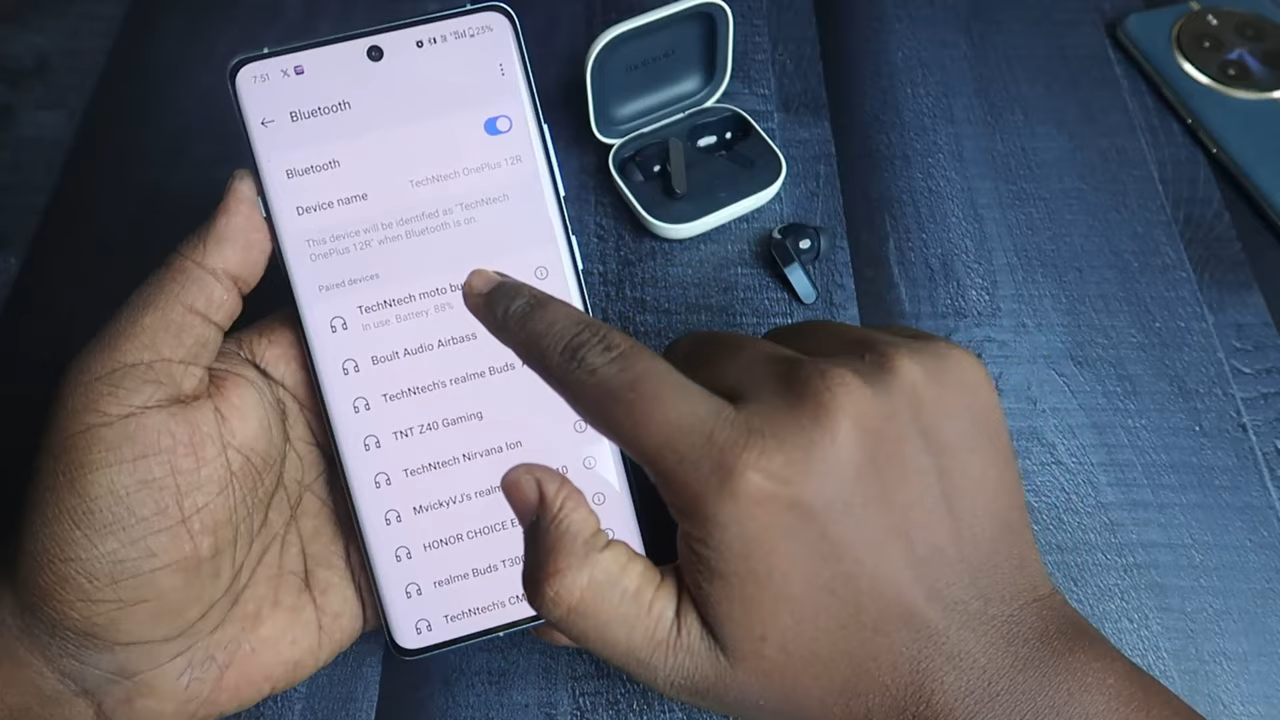 7:51
23%
Bluetooth
Bluetooth
Device name TechNtech OnePlus 12R
This device will be identified as "TechNtech
OnePlus 12R" when Bluetooth is on.
Paired devices
TechNtech moto bu
In use. Battery: 88%
Boult Audio Airbass
TechNtech's realme Buds
TNT Z40 Gaming
TechNtech Nirvana Ion
MvickyVJ's realm 10
HONOR CHOICE E
realme Buds T300
TechNtech's CM